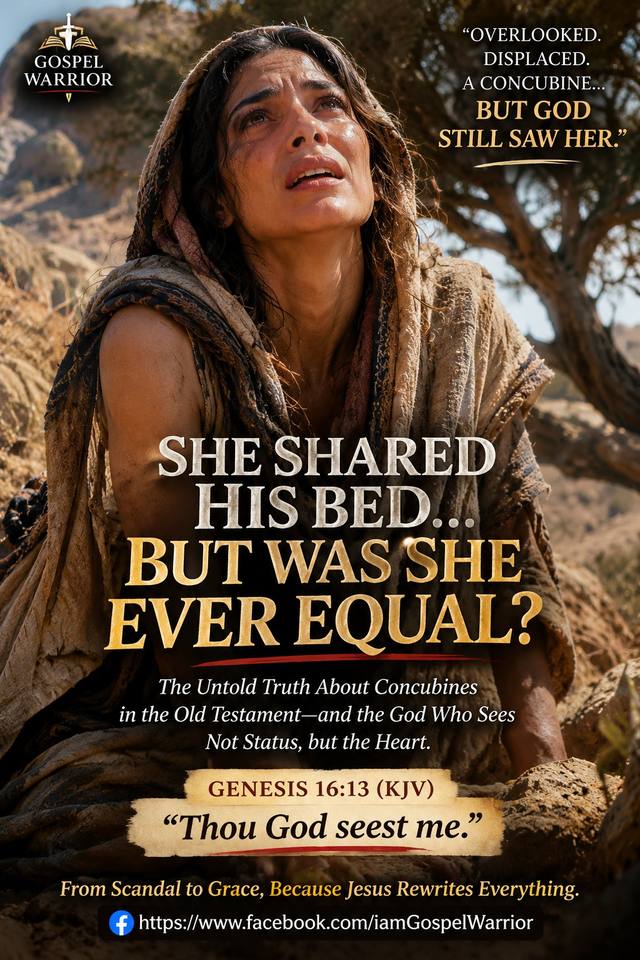 GOSPEL
WARRIOR
“OVERLOOKED.
DISPLACED.
A CONCUBINE...
BUT GOD
STILL SAW HER.”
SHE SHARED
HIS BED...
BUT WAS SHE
EVER EQUAL?
The Untold Truth About Concubines
in the Old Testament—and the God Who Sees
Not Status, but the Heart.
GENESIS 16:13 (KJV)
“Thou God seest me.”
From Scandal to Grace, Because Jesus Rewrites Everything.
https://www.facebook.com/iamGospelWarrior